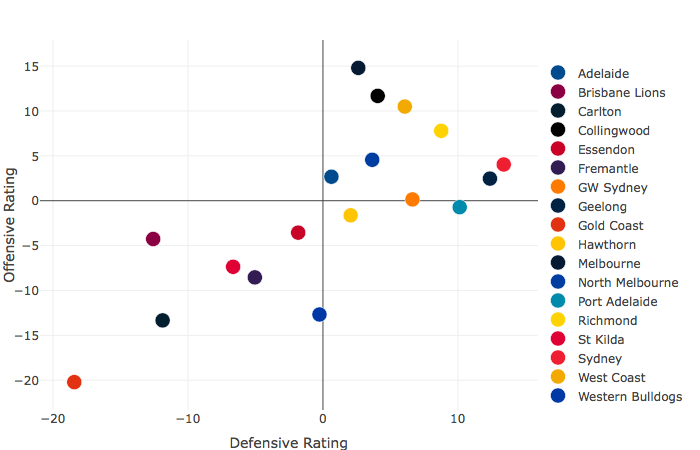 15
10
5
0
−5
−10
−15
−20
−20
−10
0
10
Offensive Rating
Defensive Rating
Adelaide
Brisbane Lions
Carlton
Collingwood
Essendon
Fremantle
GW Sydney
Geelong
Gold Coast
Hawthorn
Melbourne
North Melbourne
Port Adelaide
Richmond
St Kilda
Sydney
West Coast
Western Bulldogs